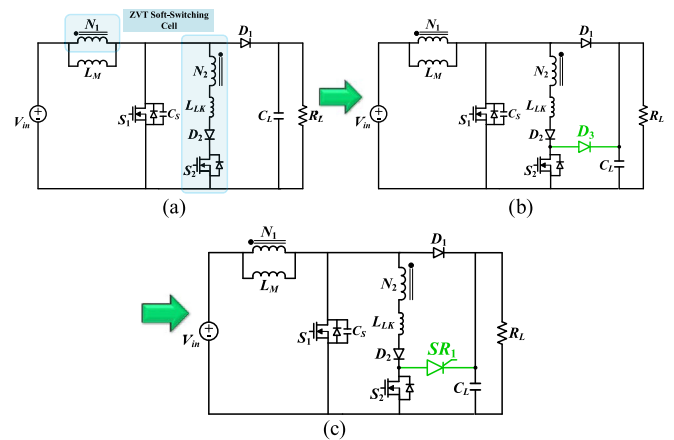 ZVT Soft-Switching
Cell
N1
LM
Vin
S1
CS
N2
LLK
D2
S2
D1
CL
RL
(a)
N1
LM
Vin
S1
CS
N2
LLK
D2
S2
D1
D3
CL
RL
(b)
N1
LM
Vin
S1
CS
N2
LLK
D2
S2
D1
SR1
CL
RL
(c)